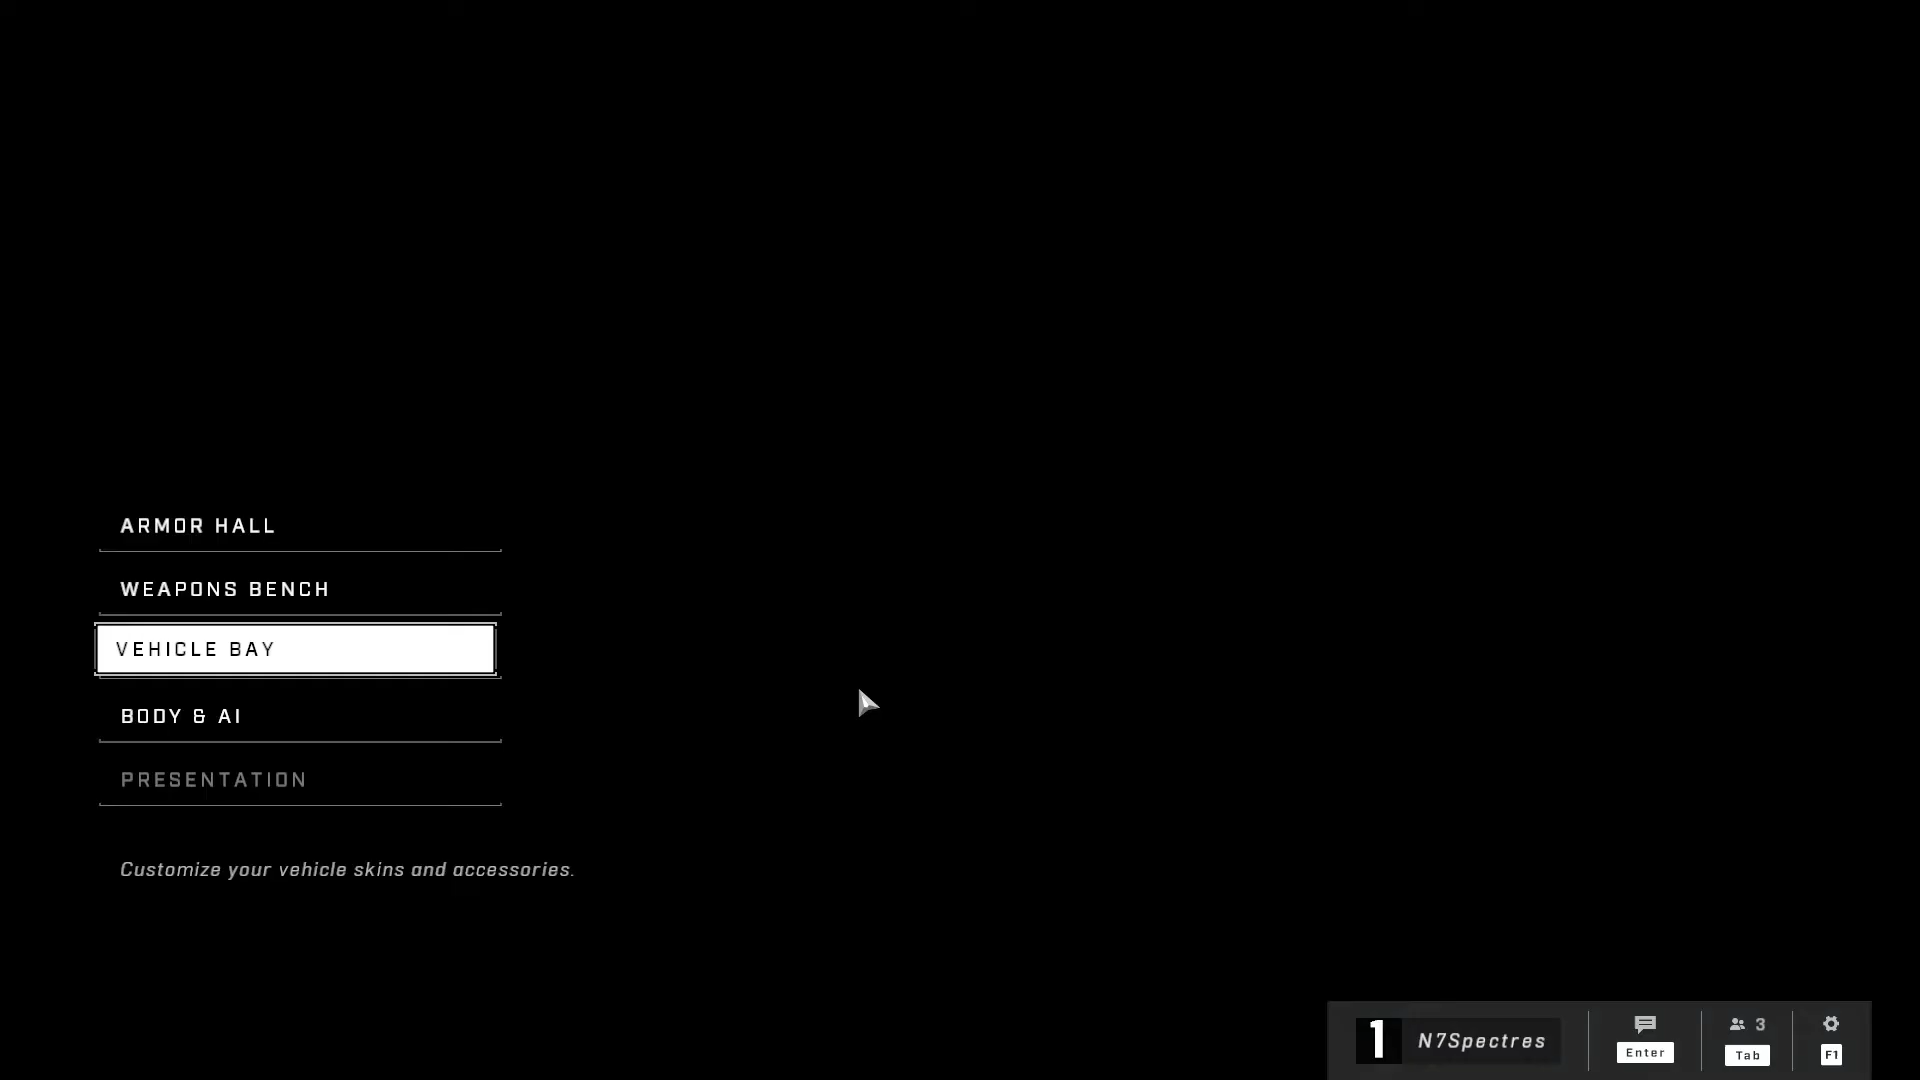 ARMOR HALL
WEAPONS BENCH
VEHICLE BAY
BODY & AI
PRESENTATION
Customize your vehicle skins and accessories.
1 N7Spectres
Enter
3
Tab
F1